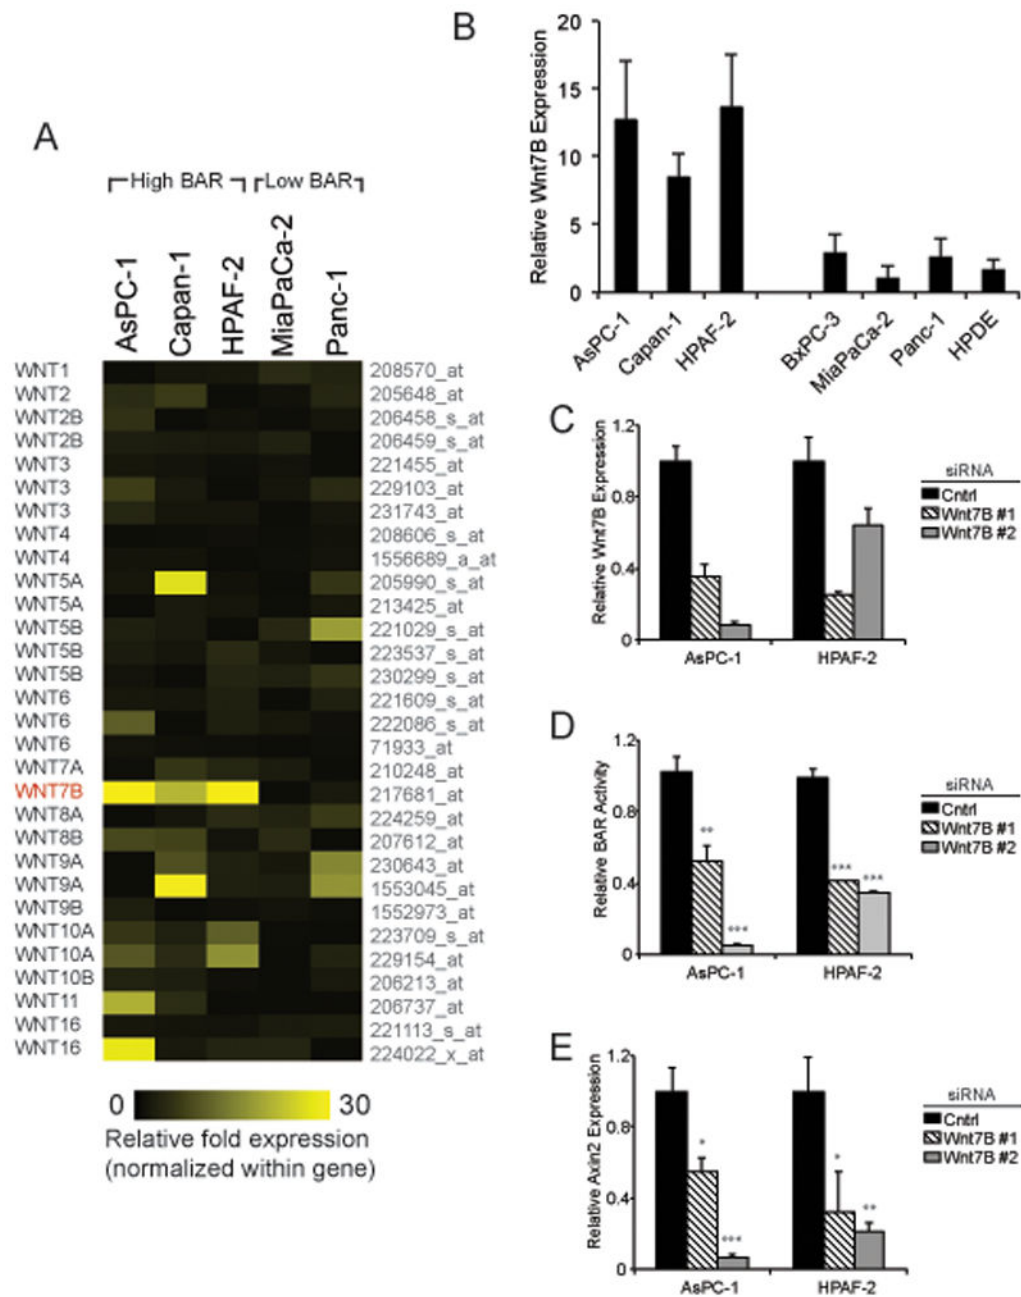 A
High BAR Low BAR
AsPC-1 Capan-1 HPAF-2 MiaPaCa-2 Panc-1
WNT1 208570_at
WNT2 205648_at
WNT2B 206458_s_at
WNT2B 206459_s_at
WNT3 221455_at
WNT3 229103_at
WNT3 231743_at
WNT4 208606_s_at
WNT4 1556689_a_at
WNT5A 205990_s_at
WNT5A 213425_at
WNT5B 221029_s_at
WNT5B 223537_s_at
WNT5B 230299_s_at
WNT6 221609_s_at
WNT6 222086_s_at
WNT6 71933_at
WNT7A 210248_at
WNT7B 217681_at
WNT8A 224259_at
WNT8B 207612_at
WNT9A 230643_at
WNT9A 1553045_at
WNT9B 1552973_at
WNT10A 223709_s_at
WNT10A 229154_at
WNT10B 206213_at
WNT11 206737_at
WNT16 221113_s_at
WNT16 224022_x_at
0 30
Relative fold expression
(normalized within gene)
B
Relative Wnt7B Expression
20
15
10
5
0
AsPC-1 Capan-1 HPAF-2 BxPC-3 MiaPaCa-2 Panc-1 HPDE
C
Relative Wnt7B Expression
1.2
0.8
0.4
0
AsPC-1 HPAF-2
siRNA
Cntrl
Wnt7B #1
Wnt7B #2
D
Relative BAR Activity
1.2
0.8
0.4
0
** *** *** ***
AsPC-1 HPAF-2
siRNA
Cntrl
Wnt7B #1
Wnt7B #2
E
Relative Axin2 Expression
1.2
0.8
0.4
0
* *** * **
AsPC-1 HPAF-2
siRNA
Cntrl
Wnt7B #1
Wnt7B #2